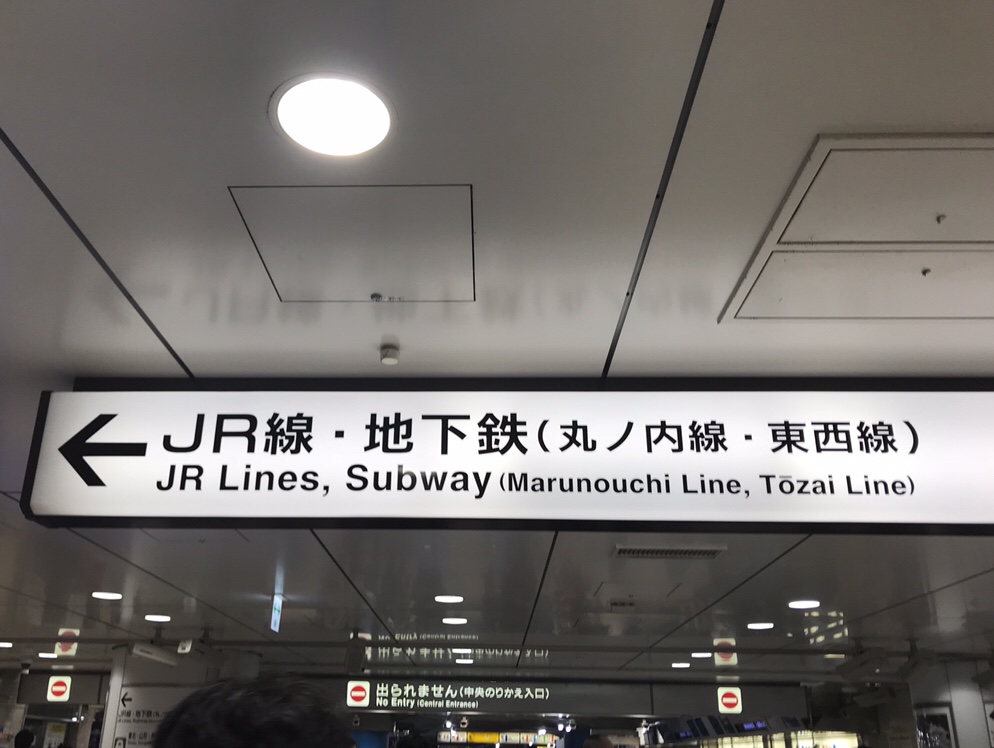 ← JR線・地下鉄(丸ノ内線・東西線)
JR Lines, Subway (Marunouchi Line, Tōzai Line)
出られません(中央のりかえ入口)
No Entry (Central Entrance)